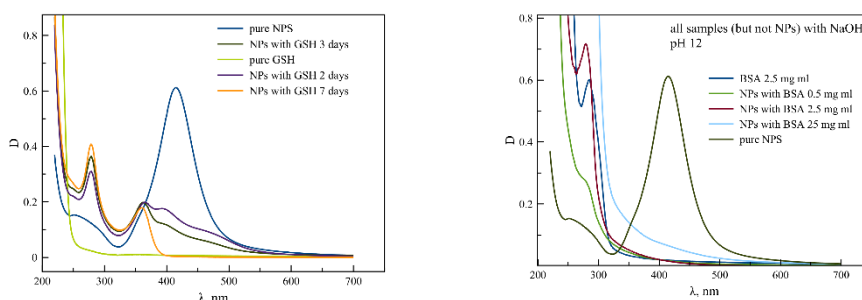 pure NPS
NPs with GSH 3 days
pure GSH
NPs with GSH 2 days
NPs with GSH 7 days
0.8
0.6
0.4
0.2
0
D
200 300 400 500 600 700
λ, nm
all samples (but not NPs) with NaOH
pH 12
BSA 2.5 mg ml
NPs with BSA 0.5 mg ml
NPs with BSA 2.5 mg ml
NPs with BSA 25 mg ml
pure NPS
0.8
0.6
0.4
0.2
D
200 300 400 500 600 700
λ, nm